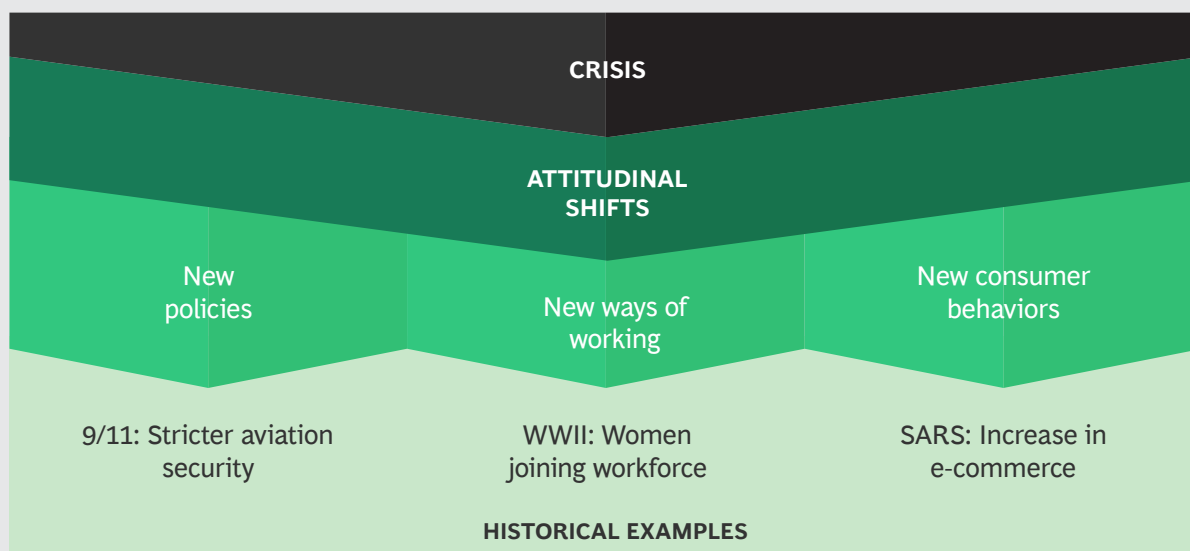 CRISIS
ATTITUDINAL
SHIFTS
New
policies
New ways of
working
New consumer
behaviors
9/11: Stricter aviation
security
WWII: Women
joining workforce
SARS: Increase in
e-commerce
HISTORICAL EXAMPLES